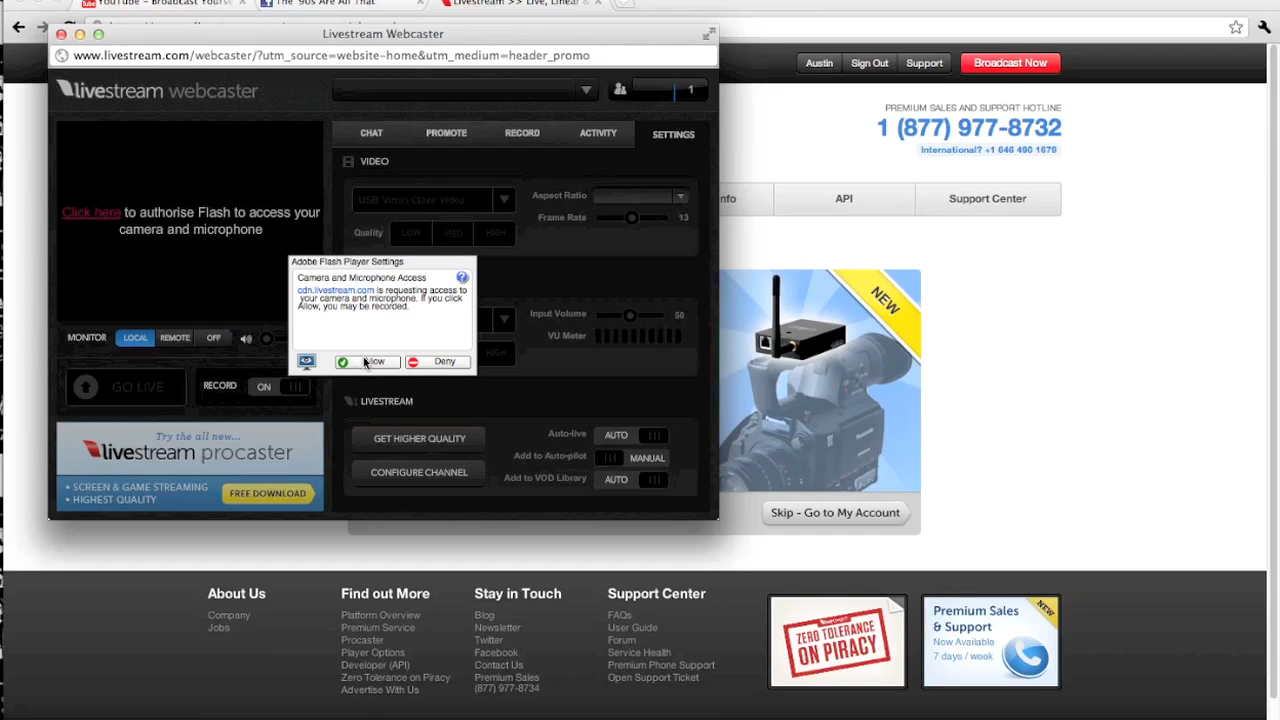 YouTube - Broadcast Yourse
The '90s Are All That
Livestream >> Live, Linear &
Livestream Webcaster
www.livestream.com/webcaster/?utm_source=website-home&utm_medium=header_promo
Austin
Sign Out
Support
Broadcast Now
livestream webcaster
1
PREMIUM SALES AND SUPPORT HOTLINE
1 (877) 977-8732
International? +1 646 490 1679
CHAT
PROMOTE
RECORD
ACTIVITY
SETTINGS
VIDEO
USB Video Class Video
Aspect Ratio
Frame Rate
13
Quality
LOW
MED
HIGH
Click here to authorise Flash to access your
camera and microphone
nfo
API
Support Center
Adobe Flash Player Settings
Camera and Microphone Access
cdn.livestream.com is requesting access to
your camera and microphone. If you click
Allow, you may be recorded.
Allow
Deny
Input Volume
50
VU Meter
HIGH
MONITOR
LOCAL
REMOTE
OFF
GO LIVE
RECORD
ON
LIVESTREAM
GET HIGHER QUALITY
CONFIGURE CHANNEL
Auto-live
AUTO
Add to Auto-pilot
MANUAL
Add to VOD Library
AUTO
Try the all new...
livestream procaster
• SCREEN & GAME STREAMING
• HIGHEST QUALITY
FREE DOWNLOAD
NEW
Skip - Go to My Account
About Us
Company
Jobs
Find out More
Platform Overview
Premium Service
Procaster
Player Options
Developer (API)
Zero Tolerance on Piracy
Advertise With Us
Stay in Touch
Blog
Newsletter
Twitter
Facebook
Contact Us
Premium Sales
(877) 977-8734
Support Center
FAQs
User Guide
Forum
Service Health
Premium Phone Support
Open Support Ticket
ZERO TOLERANCE
ON PIRACY
Premium Sales
& Support
Now Available
7 days / week
NEW